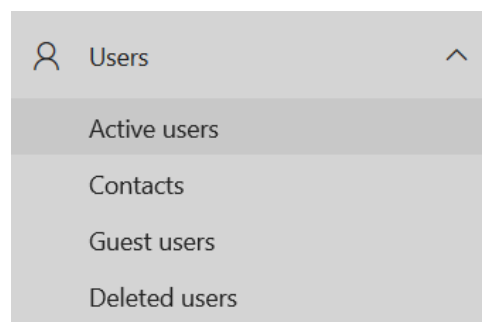 Users
Active users
Contacts
Guest users
Deleted users